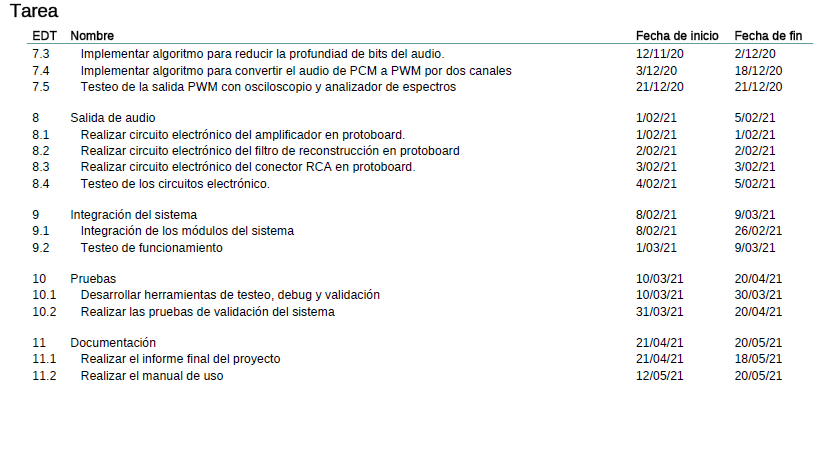 Tarea
EDT Nombre Fecha de inicio Fecha de fin
7.3 Implementar algoritmo para reducir la profundiad de bits del audio. 12/11/20 2/12/20
7.4 Implementar algortmo para convertir el audio de PCM a PWM por dos canales 3/12/20 18/12/20
7.5 Testeo de la salida PWM con osciloscopio y analizador de espectros 21/12/20 21/12/20
8 Salida de audio 1/02/21 5/02/21
8.1 Realizar circuito electrónico del amplificador en protoboard. 1/02/21 1/02/21
8.2 Realizar circuito electrónico del filtro de reconstrucción en protoboard 2/02/21 2/02/21
8.3 Realizar circuito electrónico del conector RCA en protoboard. 3/02/21 3/02/21
8.4 Testeo de los circuitos electrónico. 4/02/21 5/02/21
9 Integración del sistema 8/02/21 9/03/21
9.1 Integración de los módulos del sistema 8/02/21 26/02/21
9.2 Testeo de funcionamiento 1/03/21 9/03/21
10 Pruebas 10/03/21 20/04/21
10.1 Desarrollar herramientas de testeo, debug y validación 10/03/21 30/03/21
10.2 Realizar las pruebas de validación del sistema 31/03/21 20/04/21
11 Documentación 21/04/21 20/05/21
11.1 Realizar el informe final del proyecto 21/04/21 18/05/21
11.2 Realizar el manual de uso 12/05/21 20/05/21